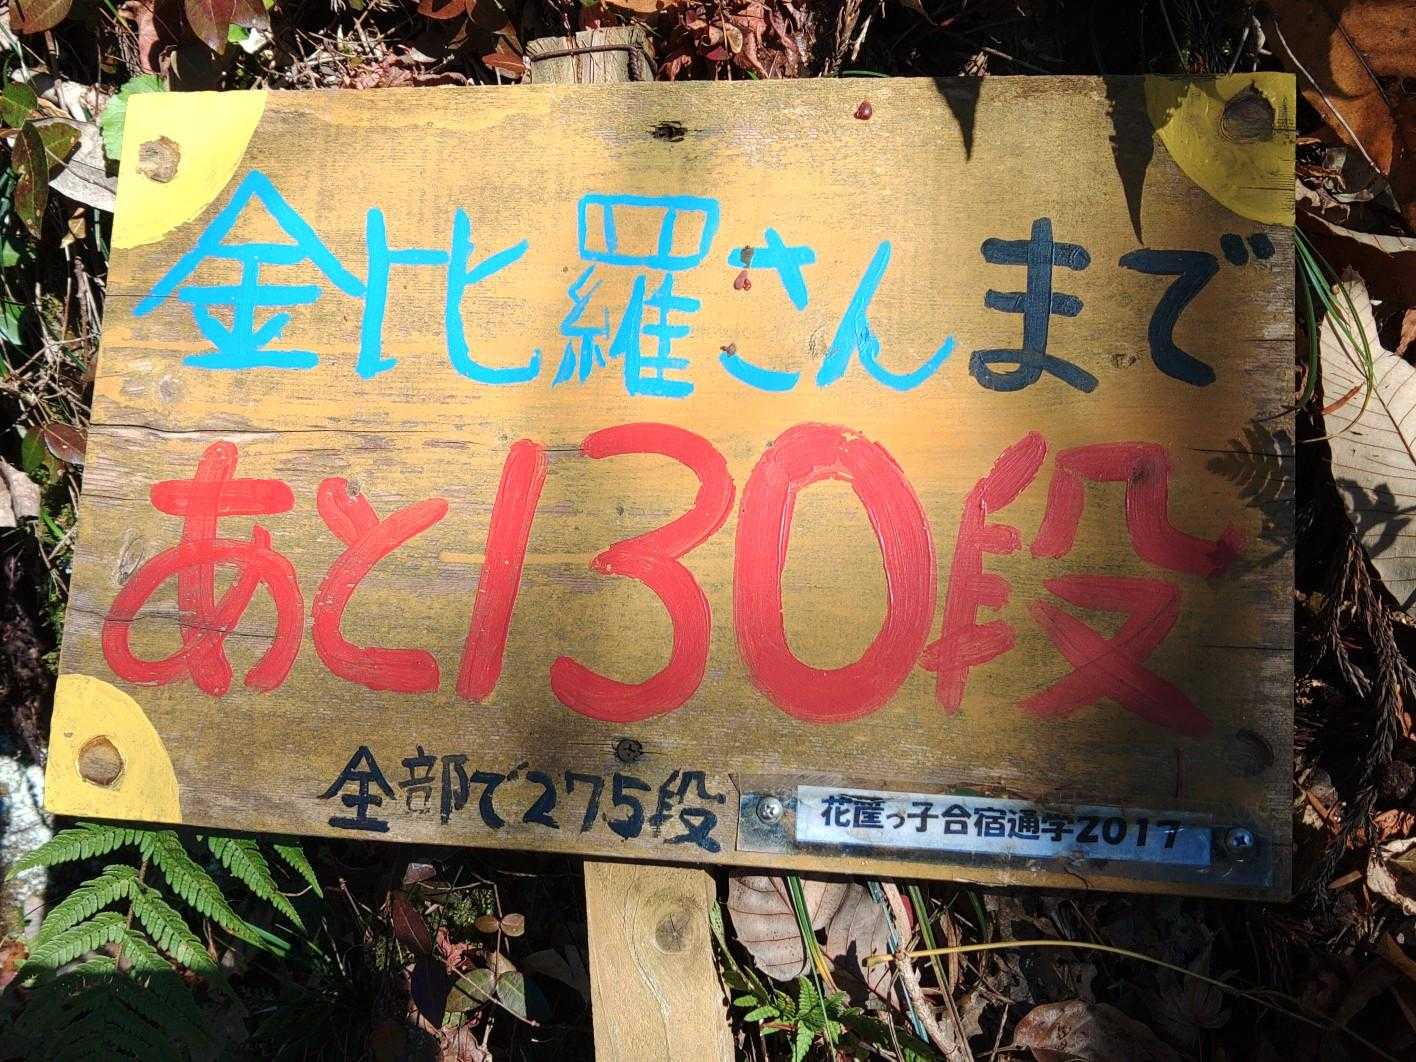 金比羅さんまで
あと130段
全部で275段
花筐っ子合宿通学2017